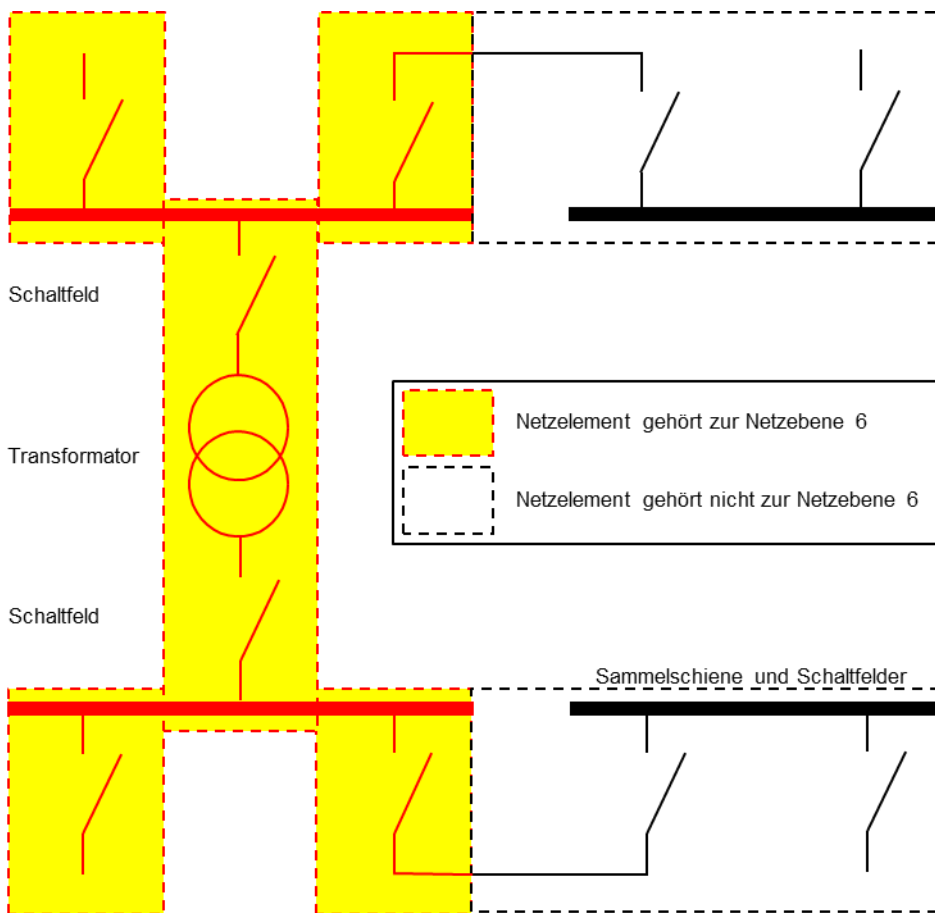 Schaltfeld
Netzelement gehört zur Netzebene 6
Transformator
Netzelement gehört nicht zur Netzebene 6
Schaltfeld
Sammelschiene und Schaltfelder